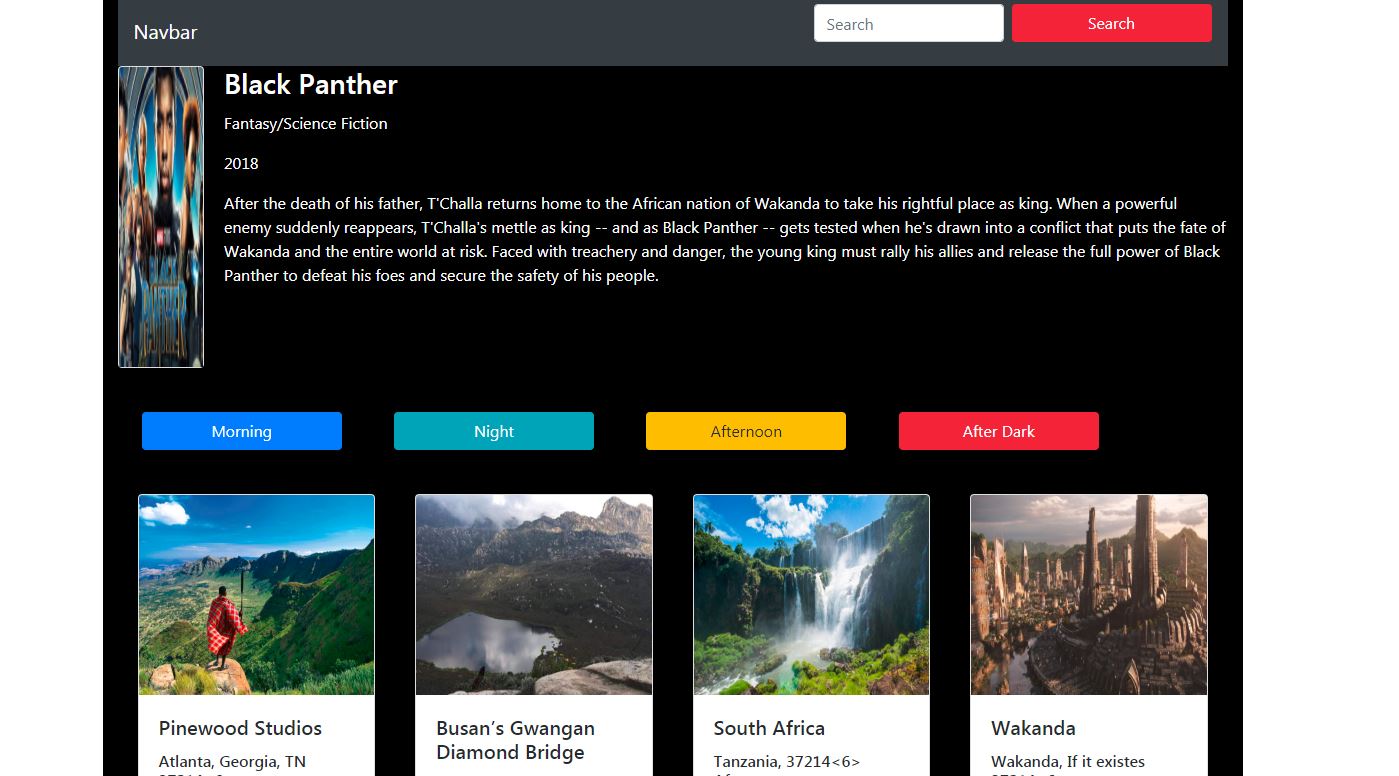 Navbar
Search
Search
Black Panther
Fantasy/Science Fiction
2018
After the death of his father, T'Challa returns home to the African nation of Wakanda to take his rightful place as king. When a powerful
enemy suddenly reappears, T'Challa's mettle as king -- and as Black Panther -- gets tested when he's drawn into a conflict that puts the fate of
Wakanda and the entire world at risk. Faced with treachery and danger, the young king must rally his allies and release the full power of Black
Panther to defeat his foes and secure the safety of his people.
BLACK
PANTHER
Morning
Night
Afternoon
After Dark
Pinewood Studios
Atlanta, Georgia, TN
Busan’s Gwangan
Diamond Bridge
South Africa
Tanzania, 37214<6>
Wakanda
Wakanda, If it existes